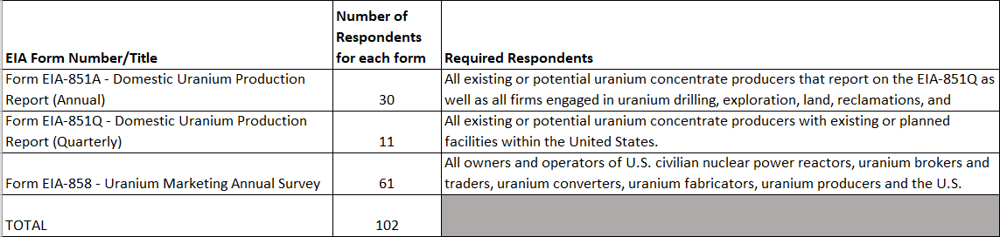 EIA Form Number/Title
Number of
Respondents
for each form
Required Respondents
Form EIA-851A - Domestic Uranium Production
Report (Annual)
30
All existing or potential uranium concentrate producers that report on the EIA-851Q as
well as all firms engaged in uranium drilling, exploration, land, reclamations, and
Form EIA-851Q - Domestic Uranium Production
Report (Quarterly)
11
All existing or potential uranium concentrate producers with existing or planned
facilities within the United States.
Form EIA-858 - Uranium Marketing Annual Survey
61
All owners and operators of U.S. civilian nuclear power reactors, uranium brokers and
traders, uranium converters, uranium fabricators, uranium producers and the U.S.
TOTAL
102